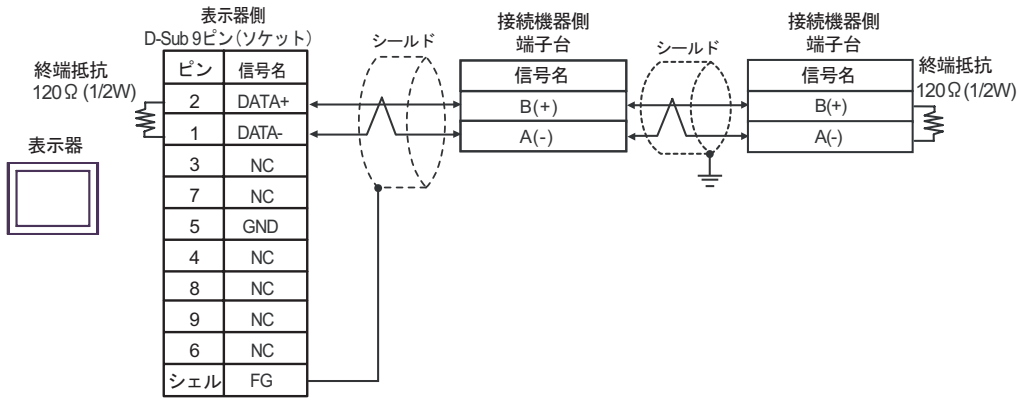 表示器側
D-Sub 9ピン(ソケット)
ピン 信号名
2 DATA+
1 DATA-
3 NC
7 NC
5 GND
4 NC
8 NC
9 NC
6 NC
シェル FG
終端抵抗
120Ω(1/2W)
表示器
シールド
接続機器側
端子台
信号名
B(+)
A(-)
シールド
接続機器側
端子台
信号名
B(+)
A(-)
終端抵抗
120Ω(1/2W)